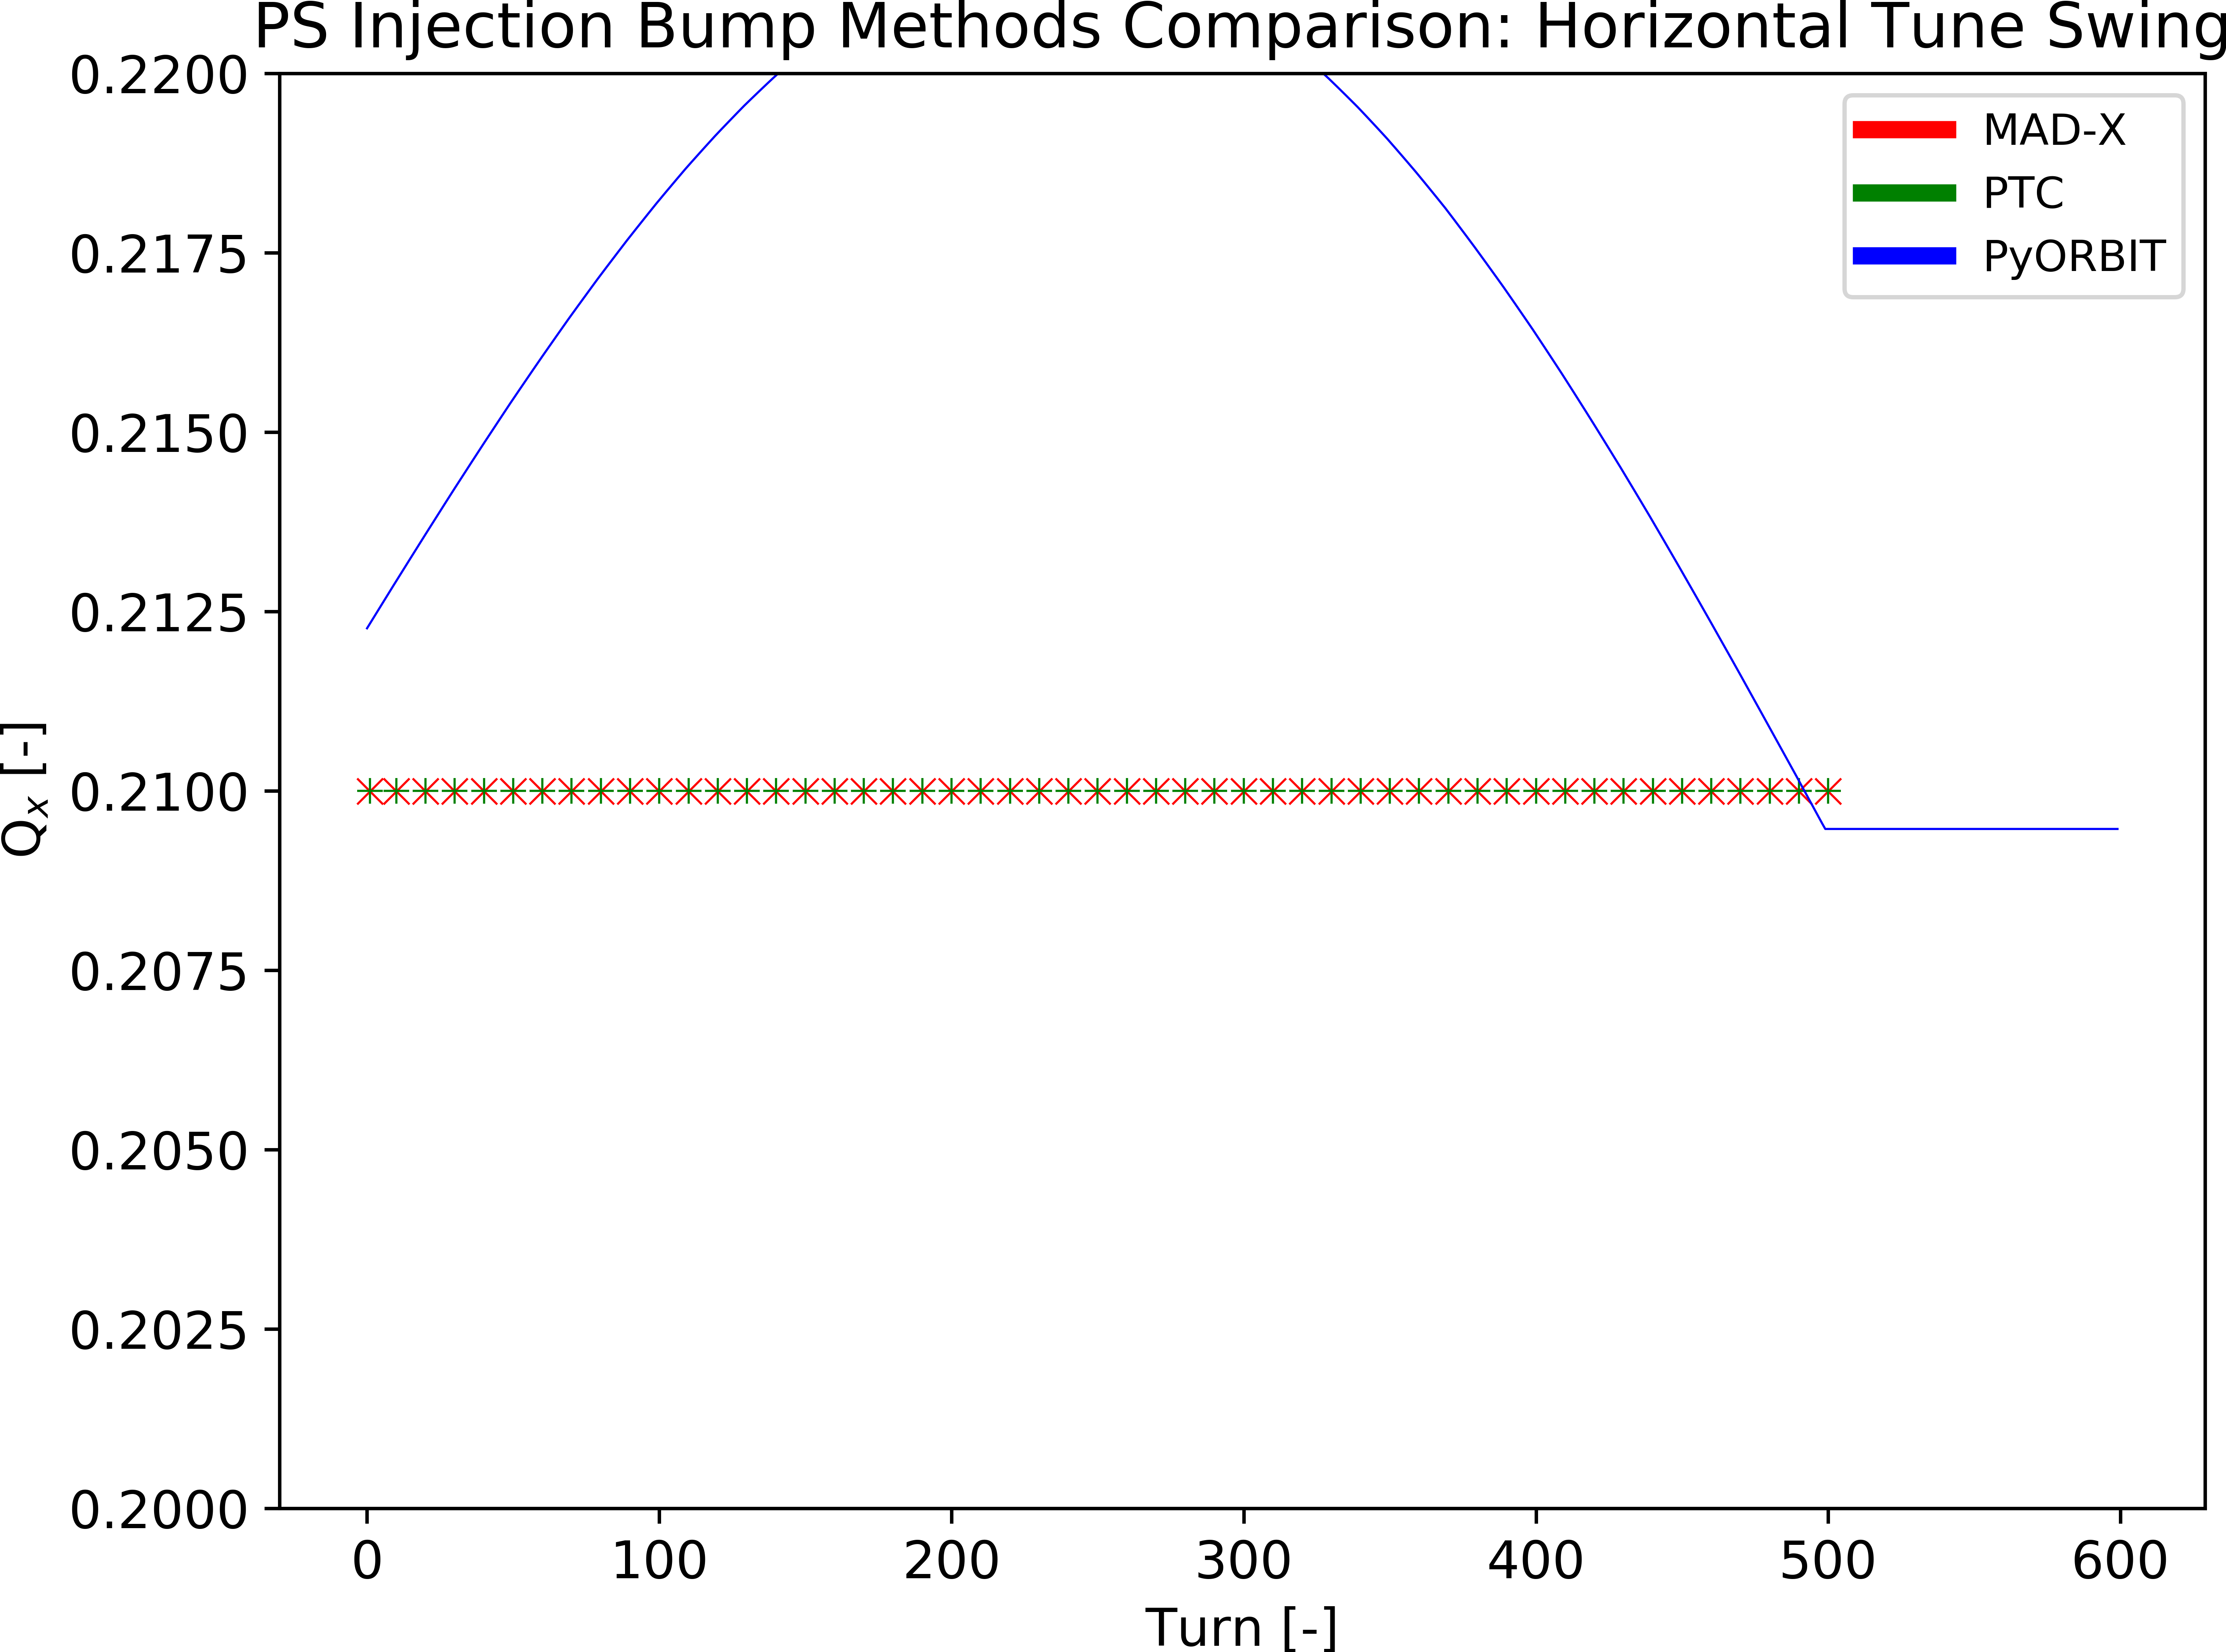 PS Injection Bump Methods Comparison: Horizontal Tune Swing
0.2200
0.2175
0.2150
0.2125
0.2100
0.2075
0.2050
0.2025
0.2000
Qx [-]
MAD-X
PTC
PyORBIT
0 100 200 300 400 500 600
Turn [-]